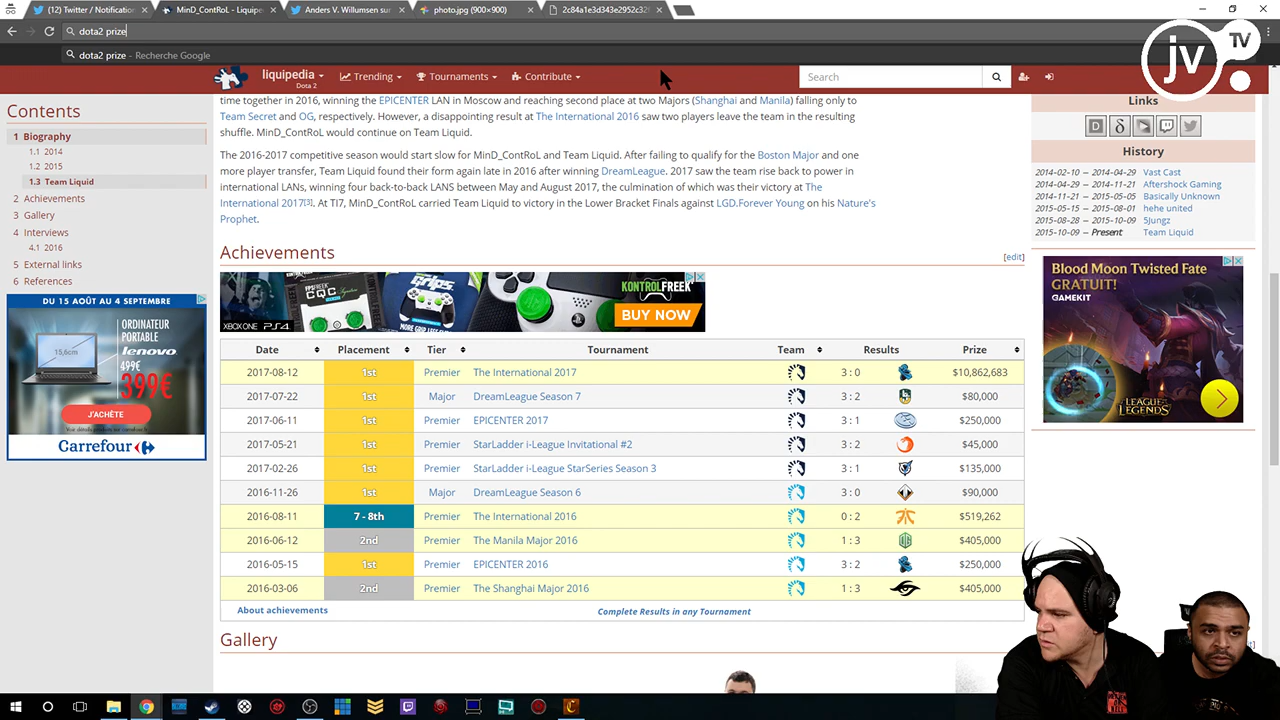 (12) Twitter / Notification
MinD_ContRoL - Liquipe
Anders V. Willumsen sur
photo.jpg (900×900)
2c84a1e3d343e2952c32
dota2 prize
dota2 prize - Recherche Google
jv TV
liquipedia
Dota 2
Trending
Tournaments
Contribute
Search
Contents
1 Biography
1.1 2014
1.2 2015
1.3 Team Liquid
2 Achievements
3 Gallery
4 Interviews
4.1 2016
5 External links
6 References
DU 15 AOÛT AU 4 SEPTEMBRE
ORDINATEUR
PORTABLE
lenovo
15,6cm
499€
399€
J'ACHÈTE
Carrefour
time together in 2016, winning the EPICENTER LAN in Moscow and reaching second place at two Majors (Shanghai and Manila) falling only to
Team Secret and OG, respectively. However, a disappointing result at The International 2016 saw two players leave the team in the resulting
shuffle. MinD_ContRoL would continue on Team Liquid.
The 2016-2017 competitive season would start slow for MinD_ContRoL and Team Liquid. After failing to qualify for the Boston Major and one
more player transfer, Team Liquid found their form again late in 2016 after winning DreamLeague. 2017 saw the team rise back to power in
international LANs, winning four back-to-back LANS between May and August 2017, the culmination of which was their victory at The
International 2017[3]. At TI7, MinD_ContRoL carried Team Liquid to victory in the Lower Bracket Finals against LGD.Forever Young on his Nature's
Prophet.
Achievements
[edit]
FPSFREEK
CQC
Grips
XBOX ONE PS4
KONTROLFREEK
BUY NOW
Date Placement Tier Tournament Team Results Prize
2017-08-12 1st Premier The International 2017 3 : 0 $10,862,683
2017-07-22 1st Major DreamLeague Season 7 3 : 2 $80,000
2017-06-11 1st Premier EPICENTER 2017 3 : 1 $250,000
2017-05-21 1st Premier StarLadder i-League Invitational #2 3 : 2 $45,000
2017-02-26 1st Premier StarLadder i-League StarSeries Season 3 3 : 1 $135,000
2016-11-26 1st Major DreamLeague Season 6 3 : 0 $90,000
2016-08-11 7 - 8th Premier The International 2016 0 : 2 $519,262
2016-06-12 2nd Premier The Manila Major 2016 1 : 3 $405,000
2016-05-15 1st Premier EPICENTER 2016 3 : 2 $250,000
2016-03-06 2nd Premier The Shanghai Major 2016 1 : 3 $405,000
About achievements
Complete Results in any Tournament
Gallery
Links
History
2014-02-10 — 2014-04-29 Vast Cast
2014-04-29 — 2014-11-21 Aftershock Gaming
2014-11-21 — 2015-05-05 Basically Unknown
2015-05-15 — 2015-08-01 hehe united
2015-08-28 — 2015-10-09 5Jungz
2015-10-09 — Present Team Liquid
Blood Moon Twisted Fate
GRATUIT!
GAMEKIT
LEAGUE of LEGENDS